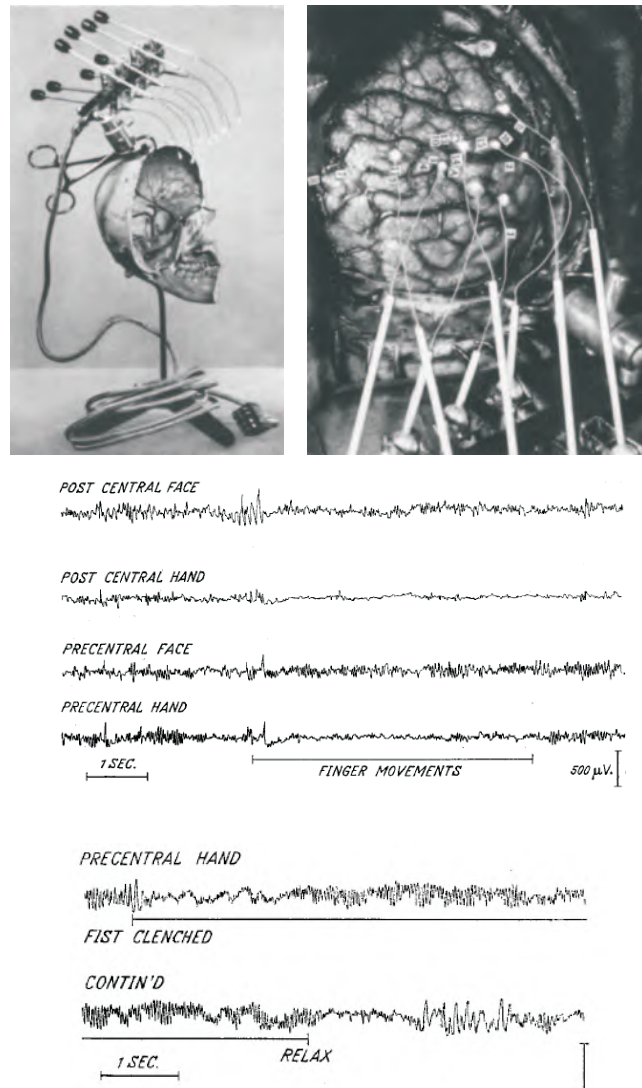 POST CENTRAL FACE
POST CENTRAL HAND
PRECENTRAL FACE
PRECENTRAL HAND
1 SEC.
FINGER MOVEMENTS
500 µV.
PRECENTRAL HAND
FIST CLENCHED
CONTIN'D
RELAX
1 SEC.